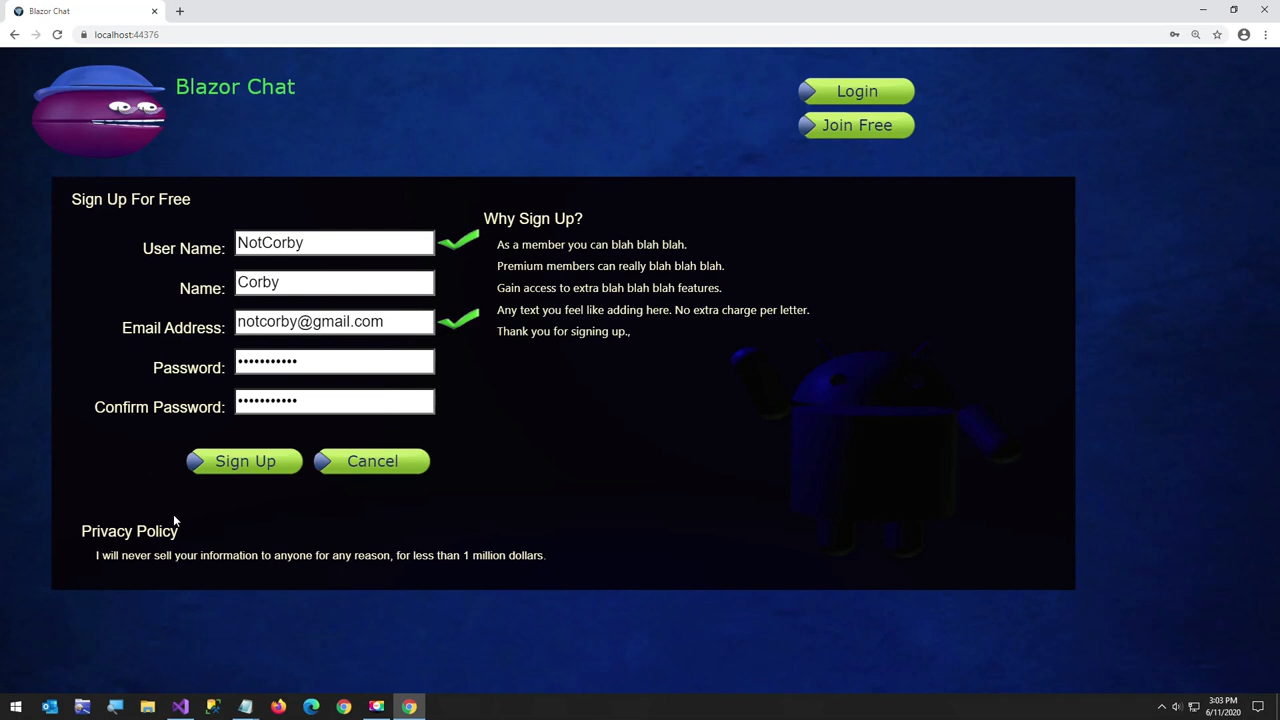 Blazor Chat
localhost:44376
Blazor Chat
Login
Join Free
Sign Up For Free
User Name: NotCorby
Name: Corby
Email Address: notcorby@gmail.com
Password: •••••••••••
Confirm Password: •••••••••••
Sign Up
Cancel
Why Sign Up?
As a member you can blah blah blah.
Premium members can really blah blah blah.
Gain access to extra blah blah blah features.
Any text you feel like adding here. No extra charge per letter.
Thank you for signing up.,
Privacy Policy
I will never sell your information to anyone for any reason, for less than 1 million dollars.
3:03 PM
6/11/2020